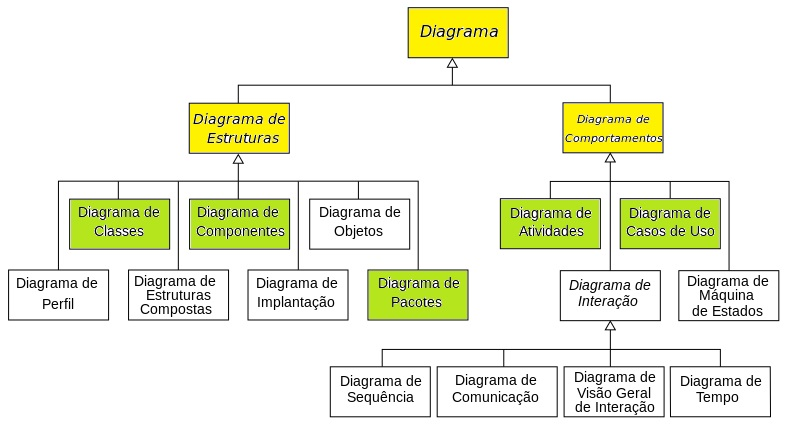 Diagrama
Diagrama de
Estruturas
Diagrama de
Comportamentos
Diagrama de
Classes
Diagrama de
Componentes
Diagrama de
Objetos
Diagrama de
Atividades
Diagrama de
Casos de Uso
Diagrama de
Perfil
Diagrama de
Estruturas
Compostas
Diagrama de
Implantação
Diagrama de
Pacotes
Diagrama de
Interação
Diagrama de
Máquina
de Estados
Diagrama de
Sequência
Diagrama de
Comunicação
Diagrama de
Visão Geral
de Interação
Diagrama de
Tempo